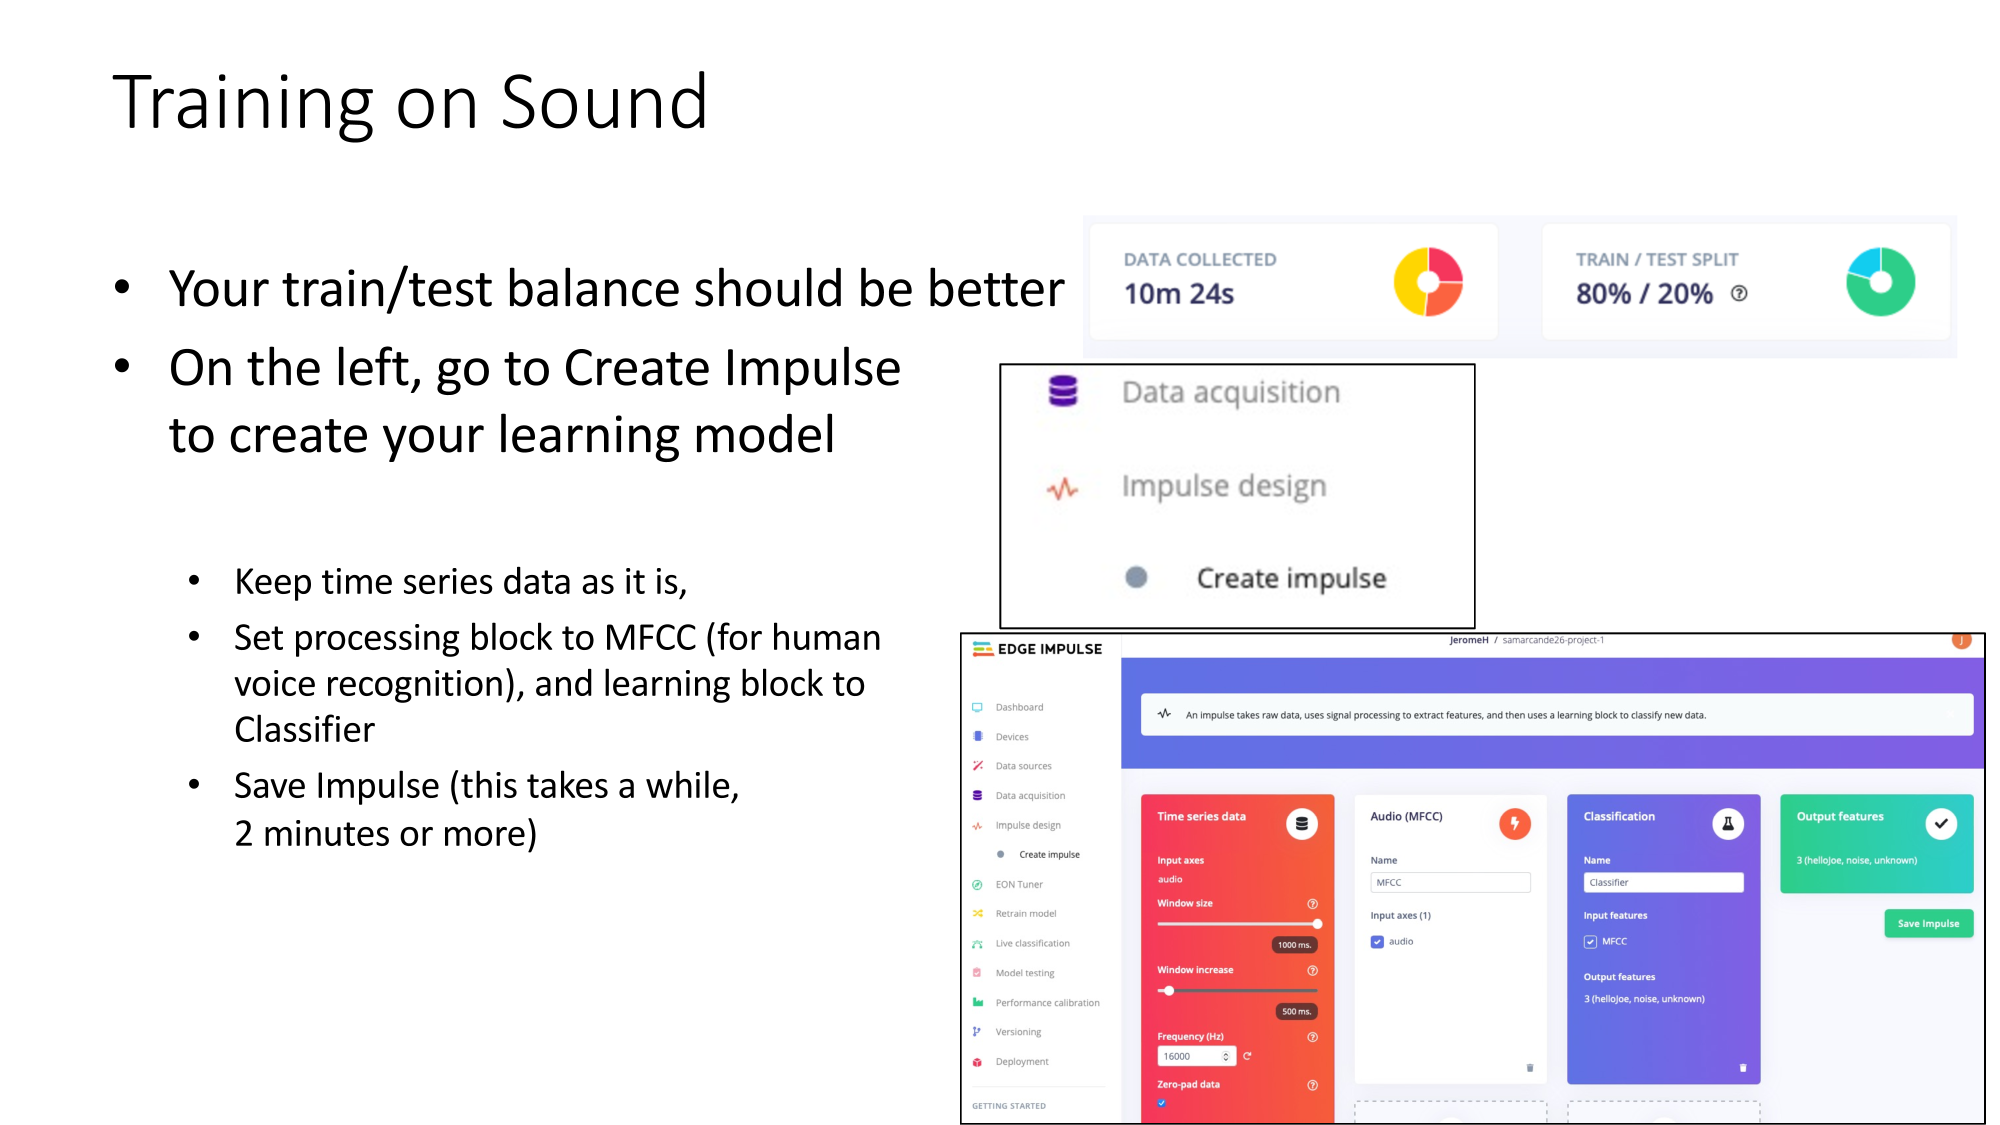 Training on Sound
• Your train/test balance should be better
• On the left, go to Create Impulse
to create your learning model
• Keep time series data as it is,
• Set processing block to MFCC (for human
voice recognition), and learning block to
Classifier
• Save Impulse (this takes a while,
2 minutes or more)
DATA COLLECTED
10m 24s
TRAIN / TEST SPLIT
80% / 20% ?
Data acquisition
Impulse design
Create impulse
EDGE IMPULSE
JeromeH / samarcande26-project-1
J
Dashboard
Devices
Data sources
Data acquisition
Impulse design
Create impulse
EON Tuner
Retrain model
Live classification
Model testing
Performance calibration
Versioning
Deployment
GETTING STARTED
An impulse takes raw data, uses signal processing to extract features, and then uses a learning block to classify new data.
Time series data
Input axes
audio
Window size ?
1000 ms.
Window increase ?
500 ms.
Frequency (Hz) ?
16000
Zero-pad data ?
Audio (MFCC)
Name
MFCC
Input axes (1)
audio
Classification
Name
Classifier
Input features
MFCC
Output features
3 (helloJoe, noise, unknown)
Output features
3 (helloJoe, noise, unknown)
Save Impulse